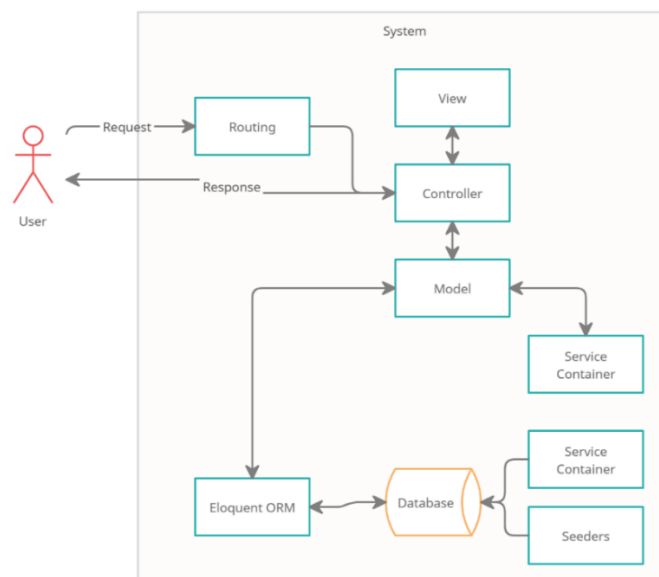 System
View
Request
Routing
Response
Controller
User
Model
Service
Container
Service
Container
Eloquent ORM
Database
Seeders